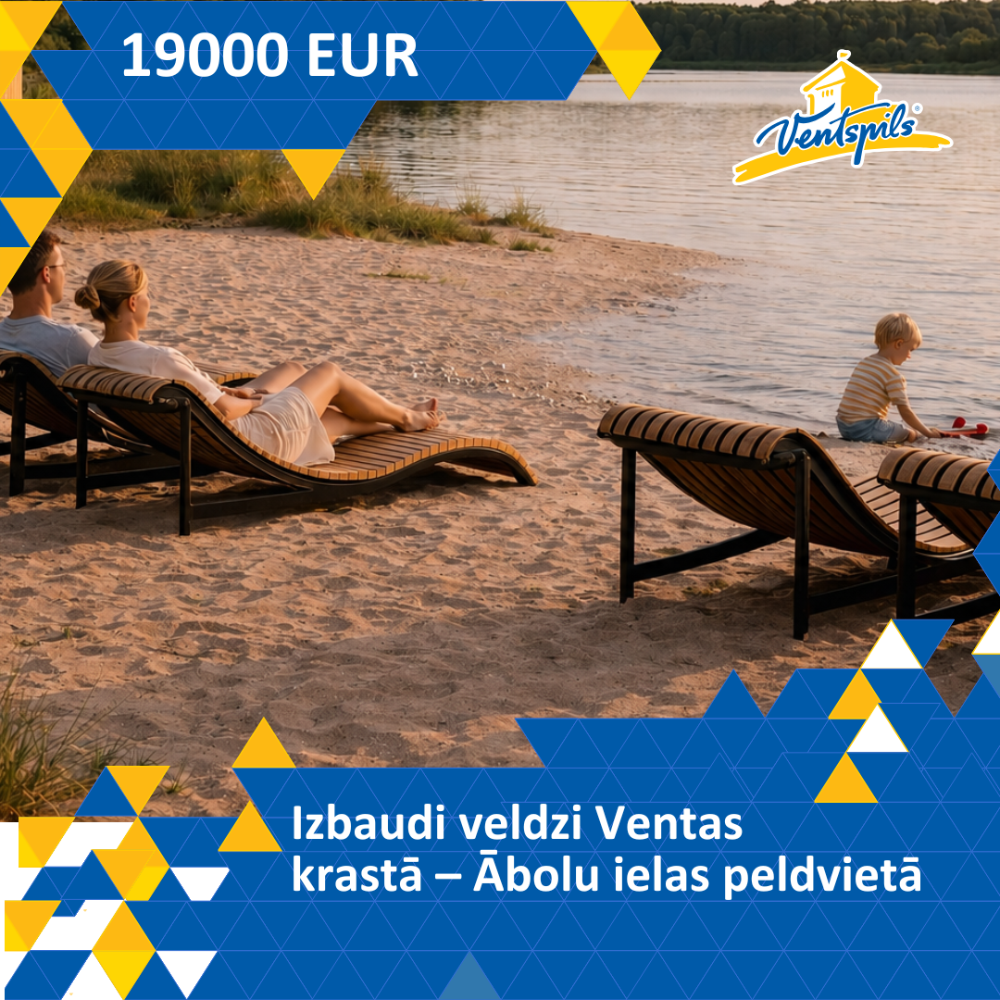 19000 EUR
Ventspils®
Izbaudi veldzi Ventas
krastā – Ābolu ielas peldvietā